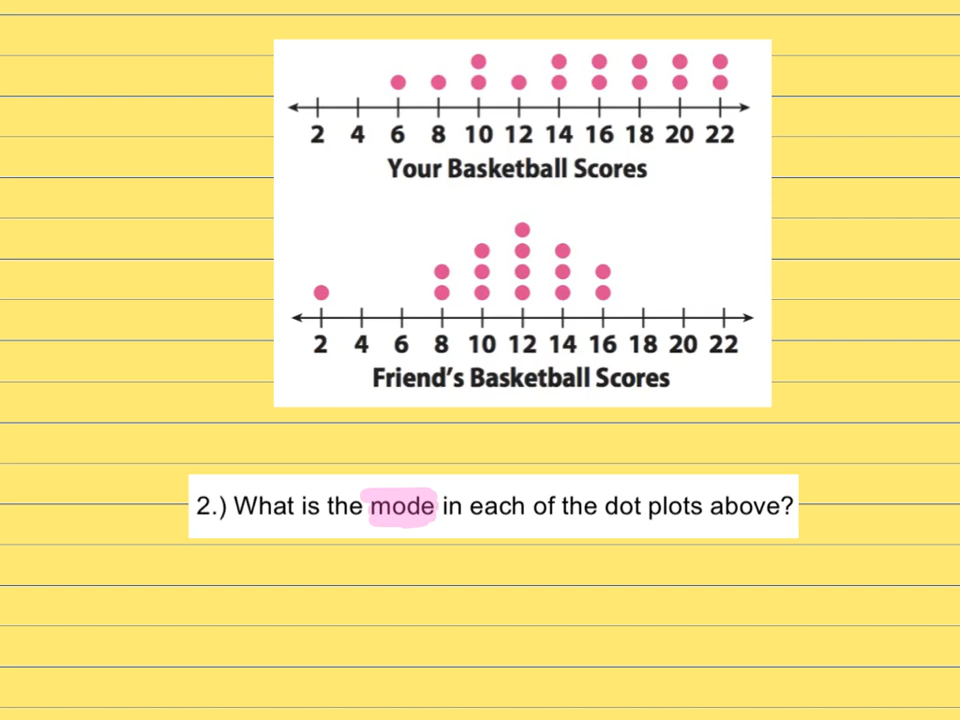 2 4 6 8 10 12 14 16 18 20 22
Your Basketball Scores
2 4 6 8 10 12 14 16 18 20 22
Friend's Basketball Scores
2.) What is the mode in each of the dot plots above?